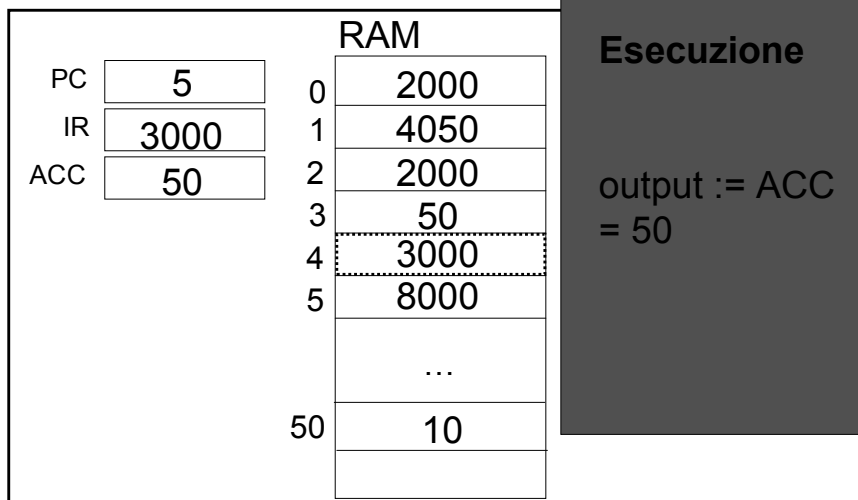 RAM
PC 5
IR 3000
ACC 50
0 2000
1 4050
2 2000
3 50
4 3000
5 8000
…
50 10
Esecuzione
output := ACC
= 50